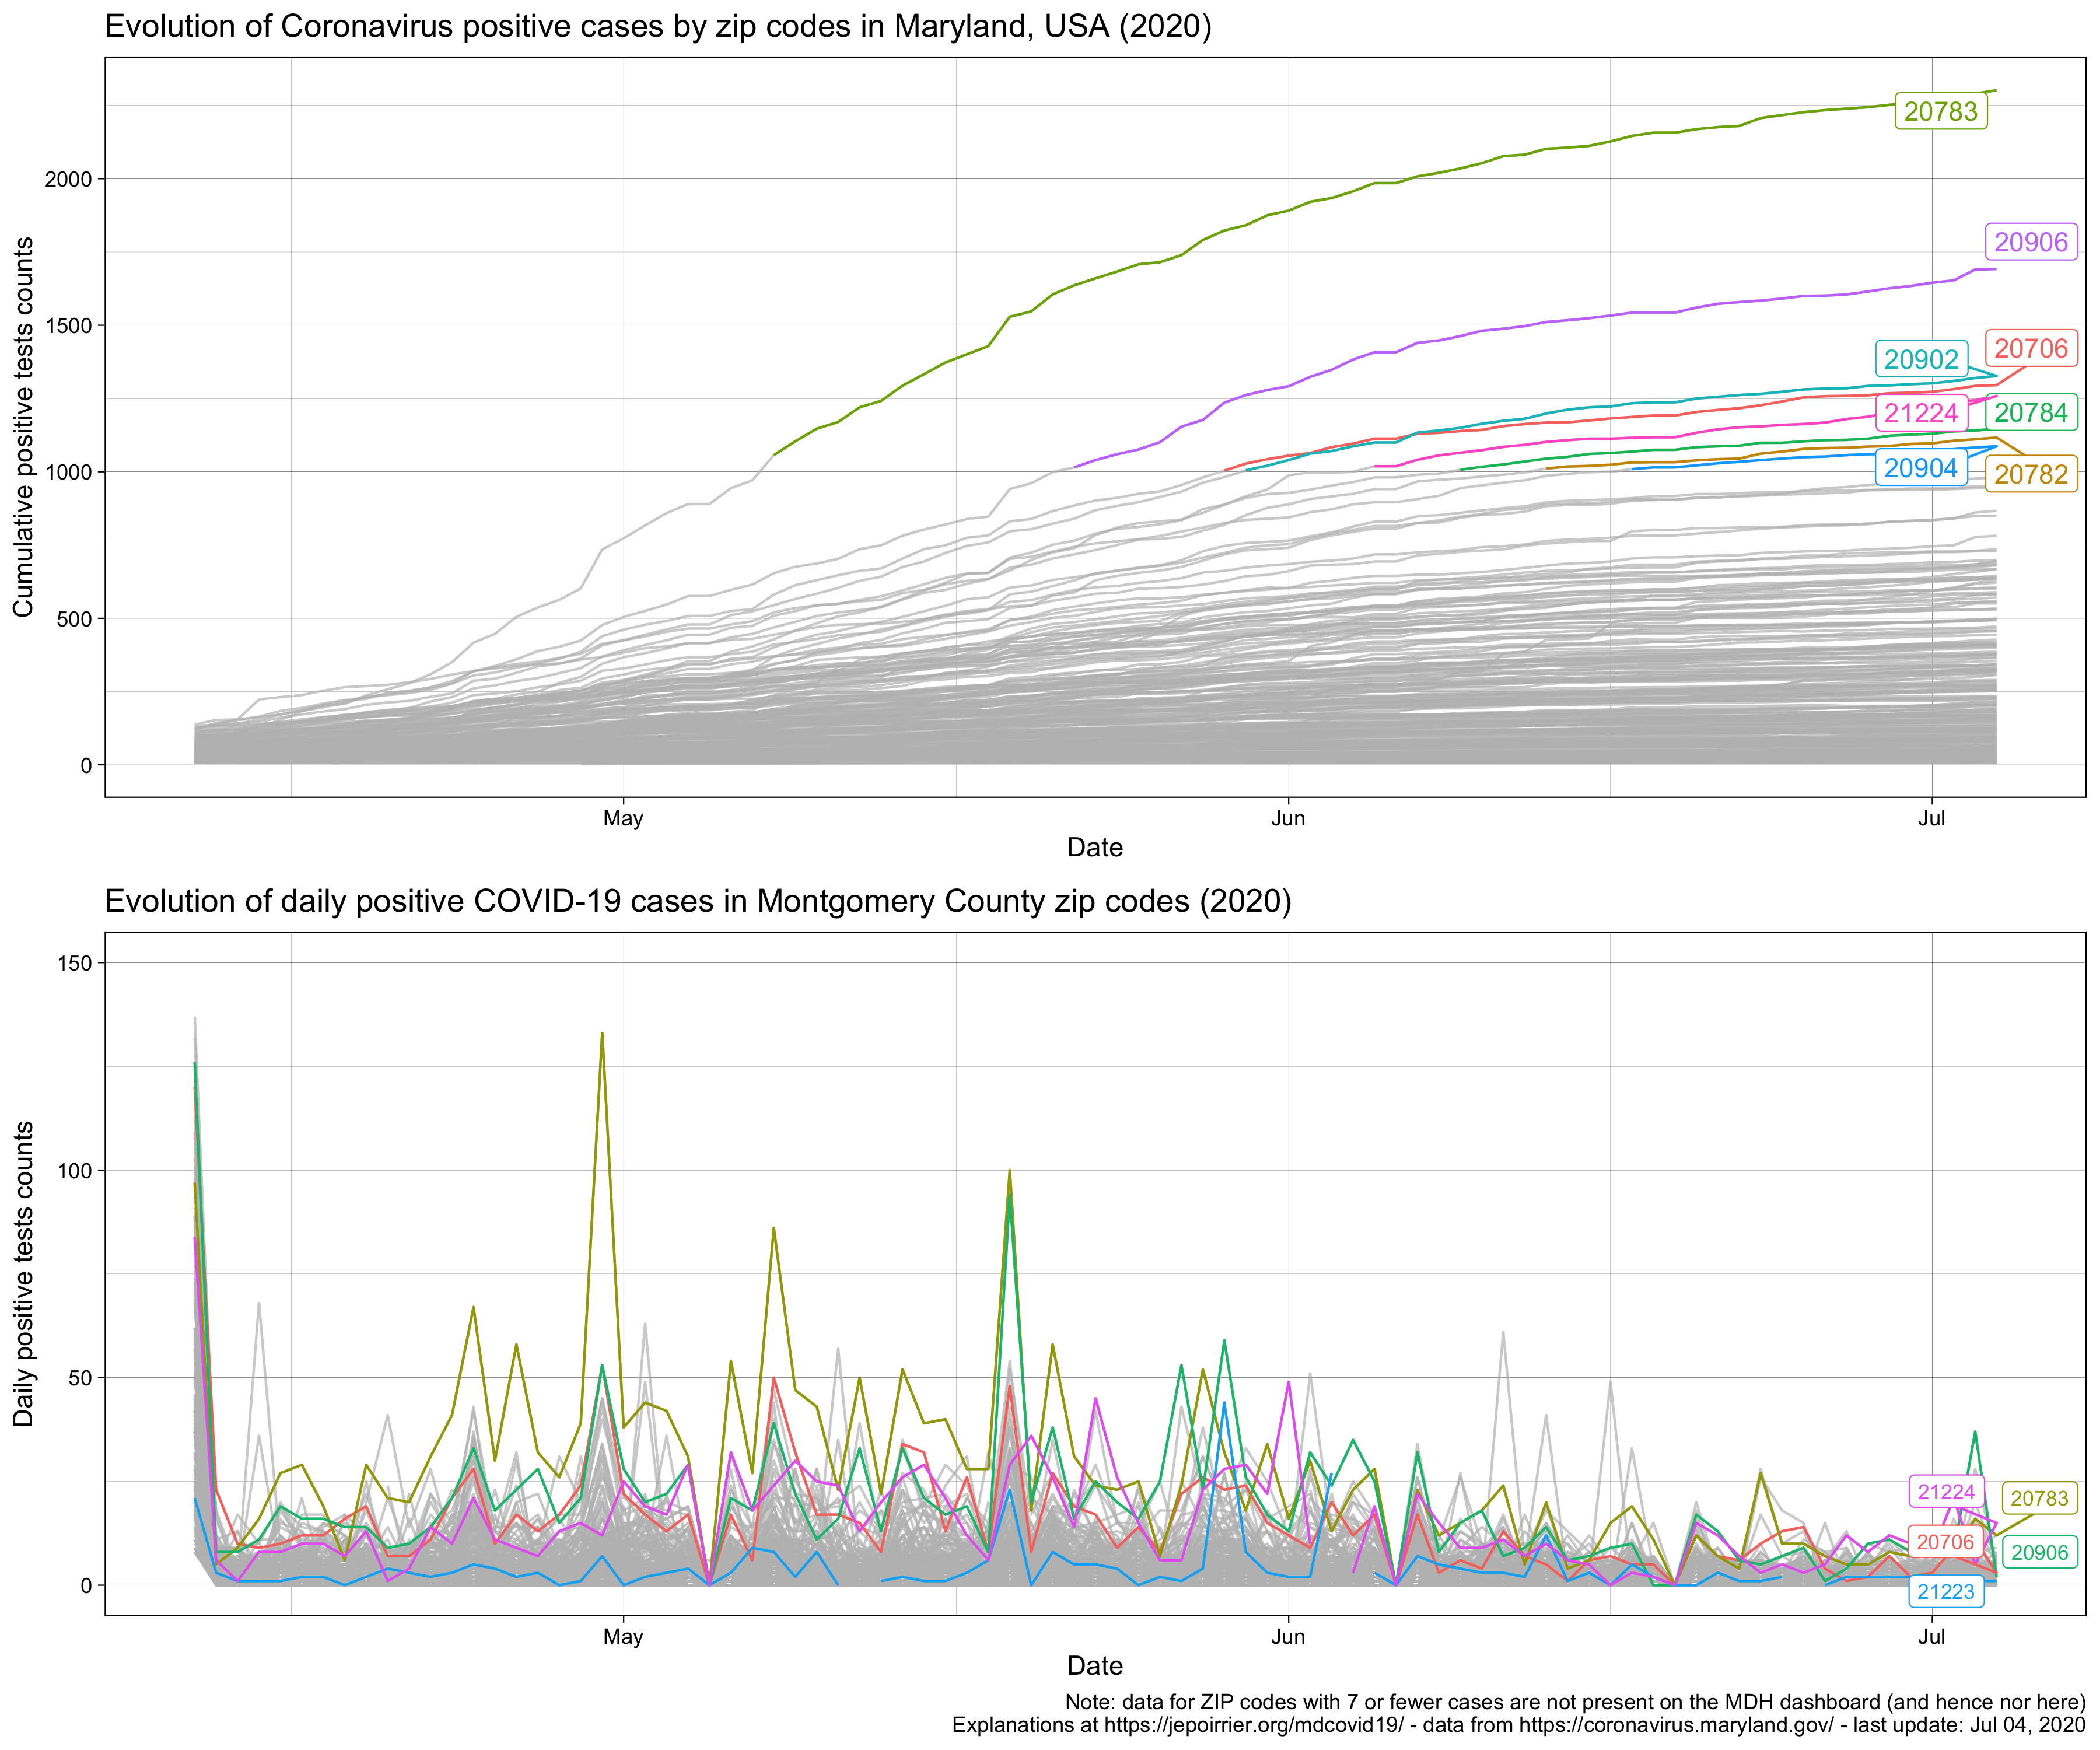 Evolution of Coronavirus positive cases by zip codes in Maryland, USA (2020)
Cumulative positive tests counts
2000
1500
1000
500
0
20783
20906
20706
20902
20784
21224
20904
20782
May
Jun
Jul
Date
Evolution of daily positive COVID-19 cases in Montgomery County zip codes (2020)
Daily positive tests counts
150
100
50
0
21224
20783
20706
20906
21223
May
Jun
Jul
Date
Note: data for ZIP codes with 7 or fewer cases are not present on the MDH dashboard (and hence nor here)
Explanations at https://jepoirrier.org/mdcovid19/ - data from https://coronavirus.maryland.gov/ - last update: Jul 04, 2020